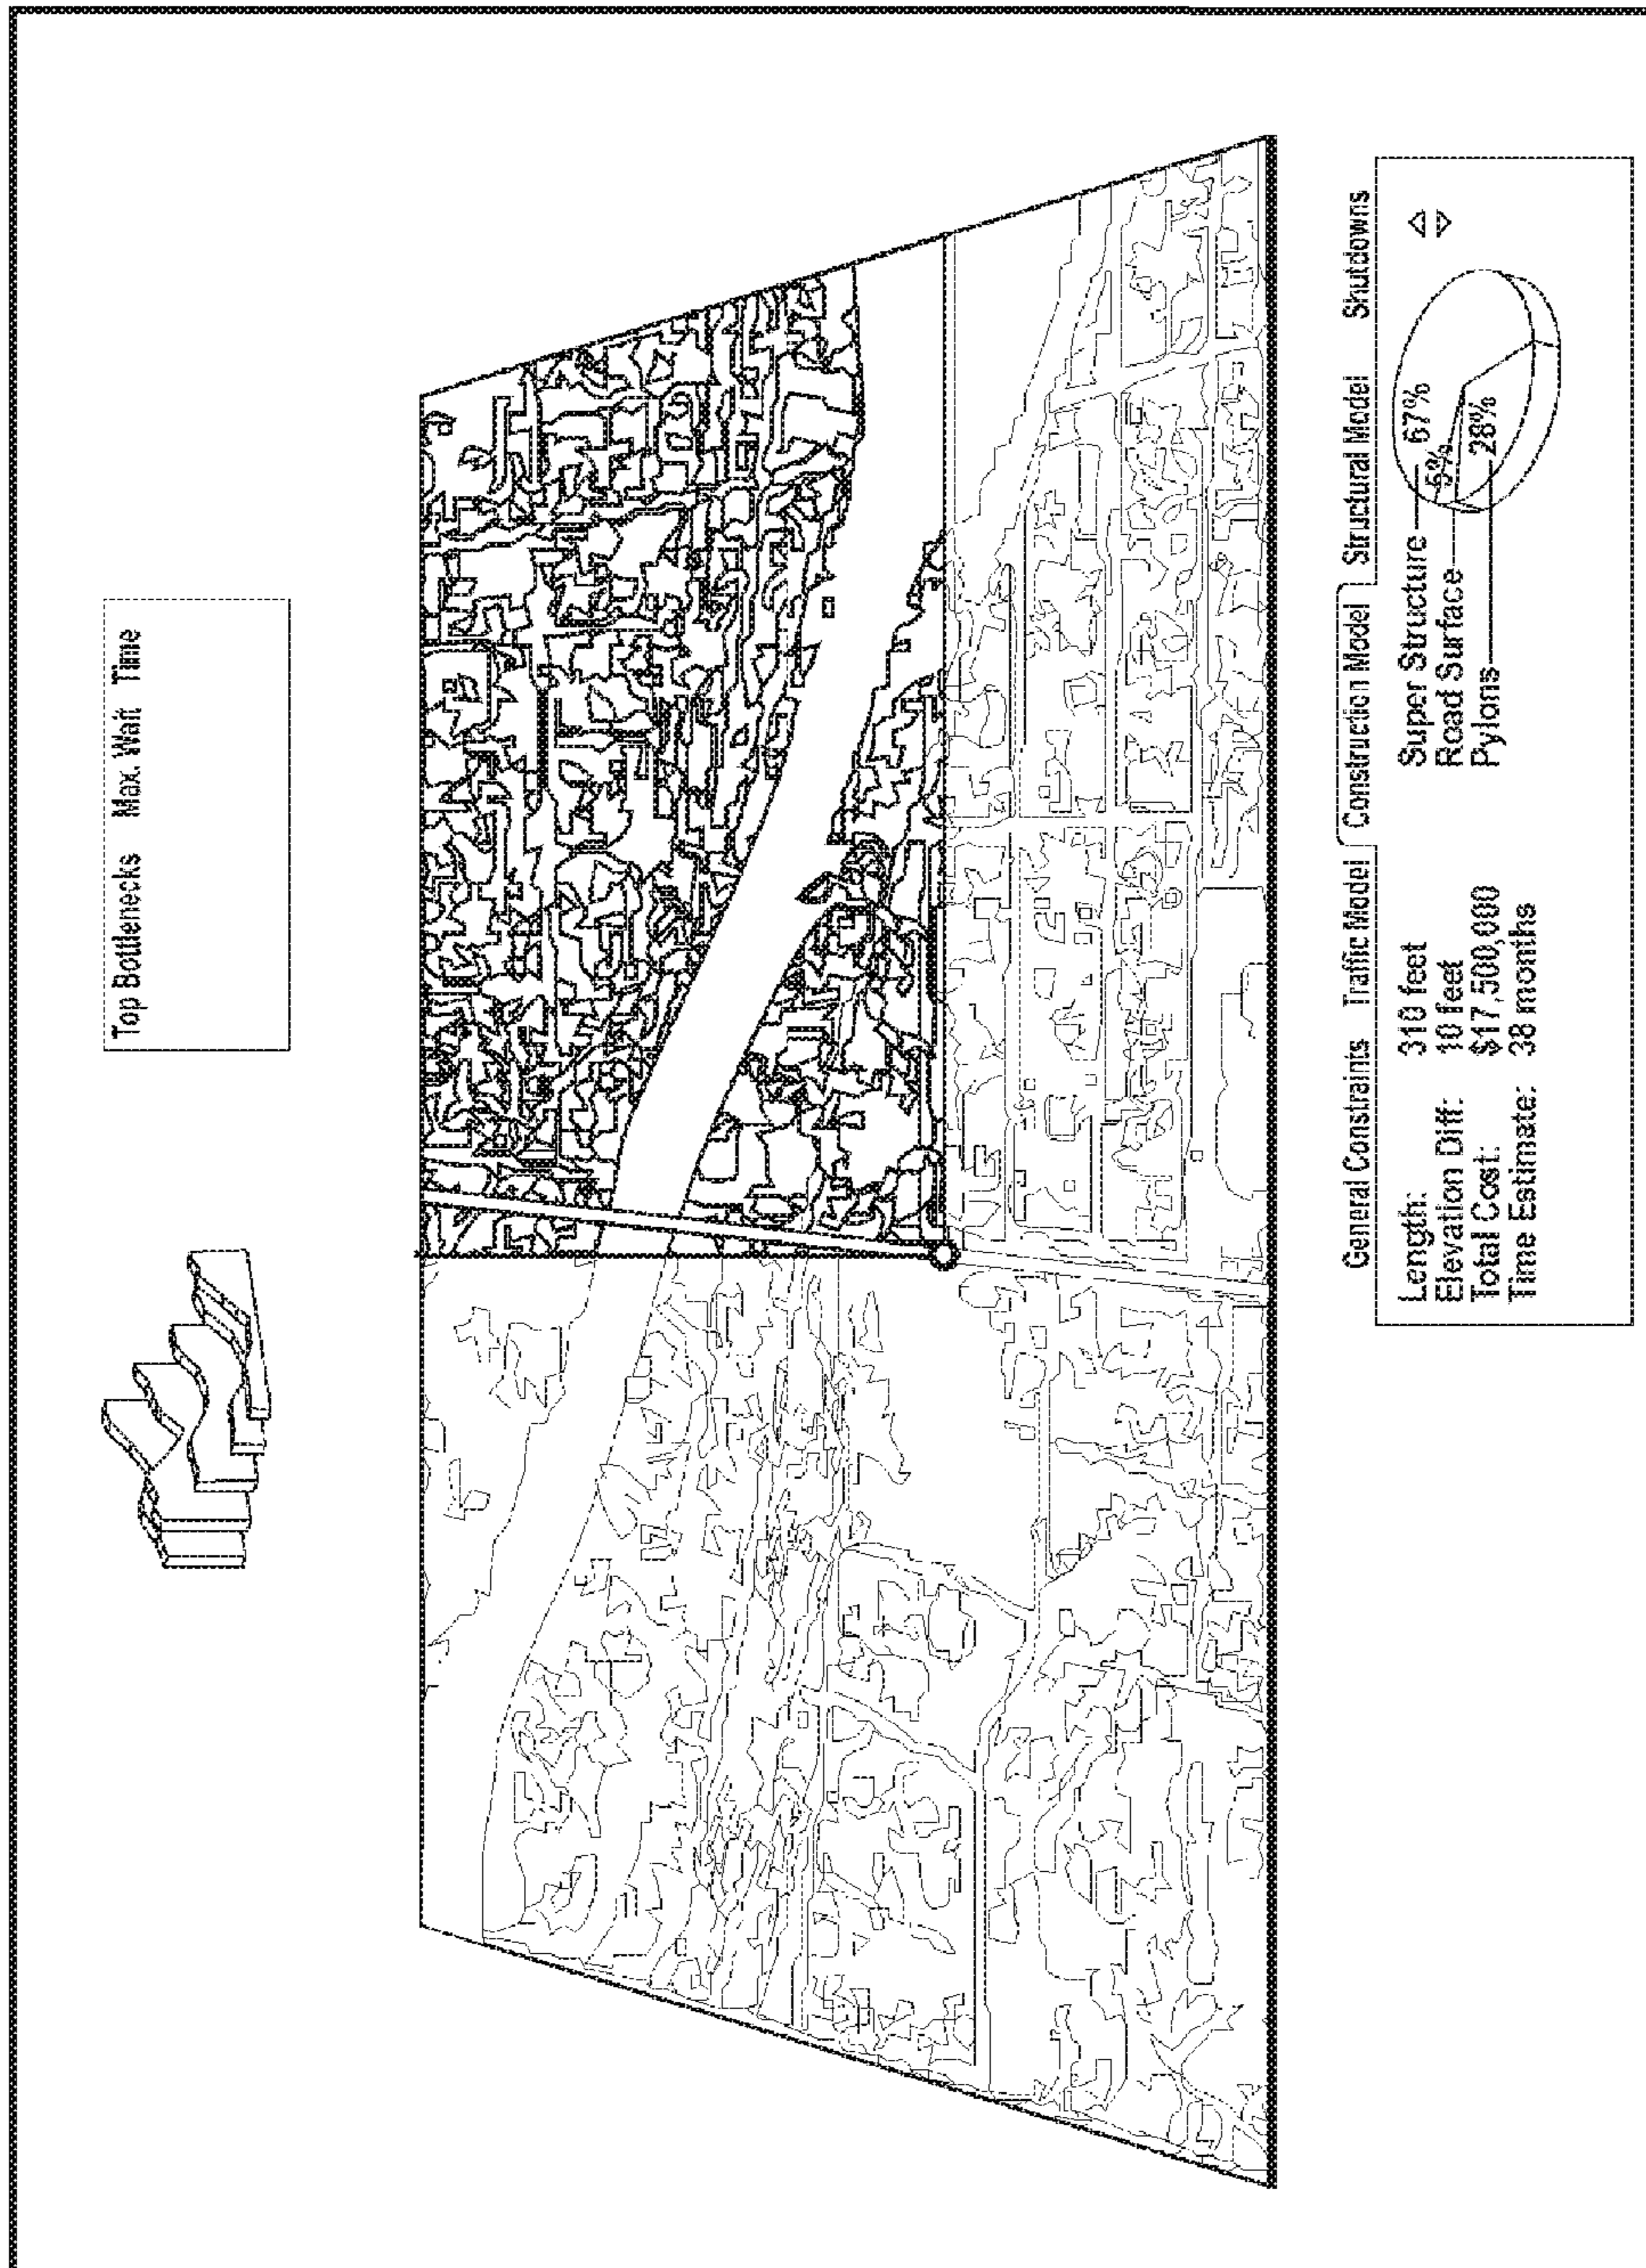 Top Bottlenecks Max. Wait Time
General Constraints Traffic Model Construction Model Structural Model Shutdowns
Length: 310 feet
Elevation Diff: 10 feet
Total Cost: $17,500,000
Time Estimate: 38 months
Super Structure 67%
Road Surface 5%
Pylons 28%